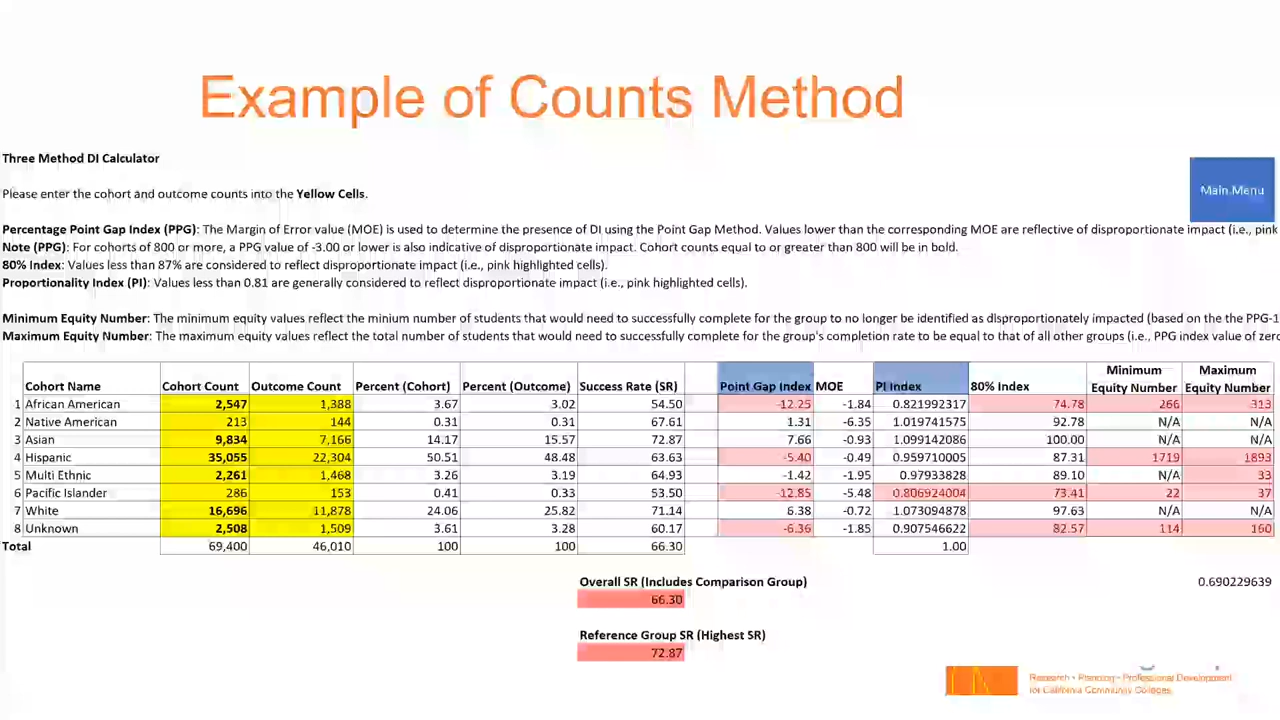 Example of Counts Method
Three Method DI Calculator
Main Menu
Please enter the cohort and outcome counts into the Yellow Cells.
Percentage Point Gap Index (PPG): The Margin of Error value (MOE) is used to determine the presence of DI using the Point Gap Method. Values lower than the corresponding MOE are reflective of disproportionate impact (i.e., pink
Note (PPG): For cohorts of 800 or more, a PPG value of -3.00 or lower is also indicative of disproportionate impact. Cohort counts equal to or greater than 800 will be in bold.
80% Index: Values less than 87% are considered to reflect disproportionate impact (i.e., pink highlighted cells).
Proportionality Index (PI): Values less than 0.81 are generally considered to reflect disproportionate impact (i.e., pink highlighted cells).
Minimum Equity Number: The minimum equity values reflect the minium number of students that would need to successfully complete for the group to no longer be identified as disproportionately impacted (based on the the PPG-1
Maximum Equity Number: The maximum equity values reflect the total number of students that would need to successfully complete for the group's completion rate to be equal to that of all other groups (i.e., PPG index value of zero
Cohort Name Cohort Count Outcome Count Percent (Cohort) Percent (Outcome) Success Rate (SR) Point Gap Index MOE PI Index 80% Index Minimum Equity Number Maximum Equity Number
1 African American 2,547 1,388 3.67 3.02 54.50 -12.25 -1.84 0.821992317 74.78 266 313
2 Native American 213 144 0.31 0.31 67.61 1.31 -6.35 1.019741575 92.78 N/A N/A
3 Asian 9,834 7,166 14.17 15.57 72.87 7.66 -0.93 1.099142086 100.00 N/A N/A
4 Hispanic 35,055 22,304 50.51 48.48 63.63 -5.40 -0.49 0.959710005 87.31 1719 1893
5 Multi Ethnic 2,261 1,468 3.26 3.19 64.93 -1.42 -1.95 0.97933828 89.10 N/A 33
6 Pacific Islander 286 153 0.41 0.33 53.50 -12.85 -5.48 0.806924004 73.41 22 37
7 White 16,696 11,878 24.06 25.82 71.14 6.38 -0.72 1.073094878 97.63 N/A N/A
8 Unknown 2,508 1,509 3.61 3.28 60.17 -6.36 -1.85 0.907546622 82.57 114 160
Total 69,400 46,010 100 100 66.30 1.00
Overall SR (Includes Comparison Group) 0.690229639
66.30
Reference Group SR (Highest SR)
72.87
Research • Planning • Professional Development
for California Community Colleges